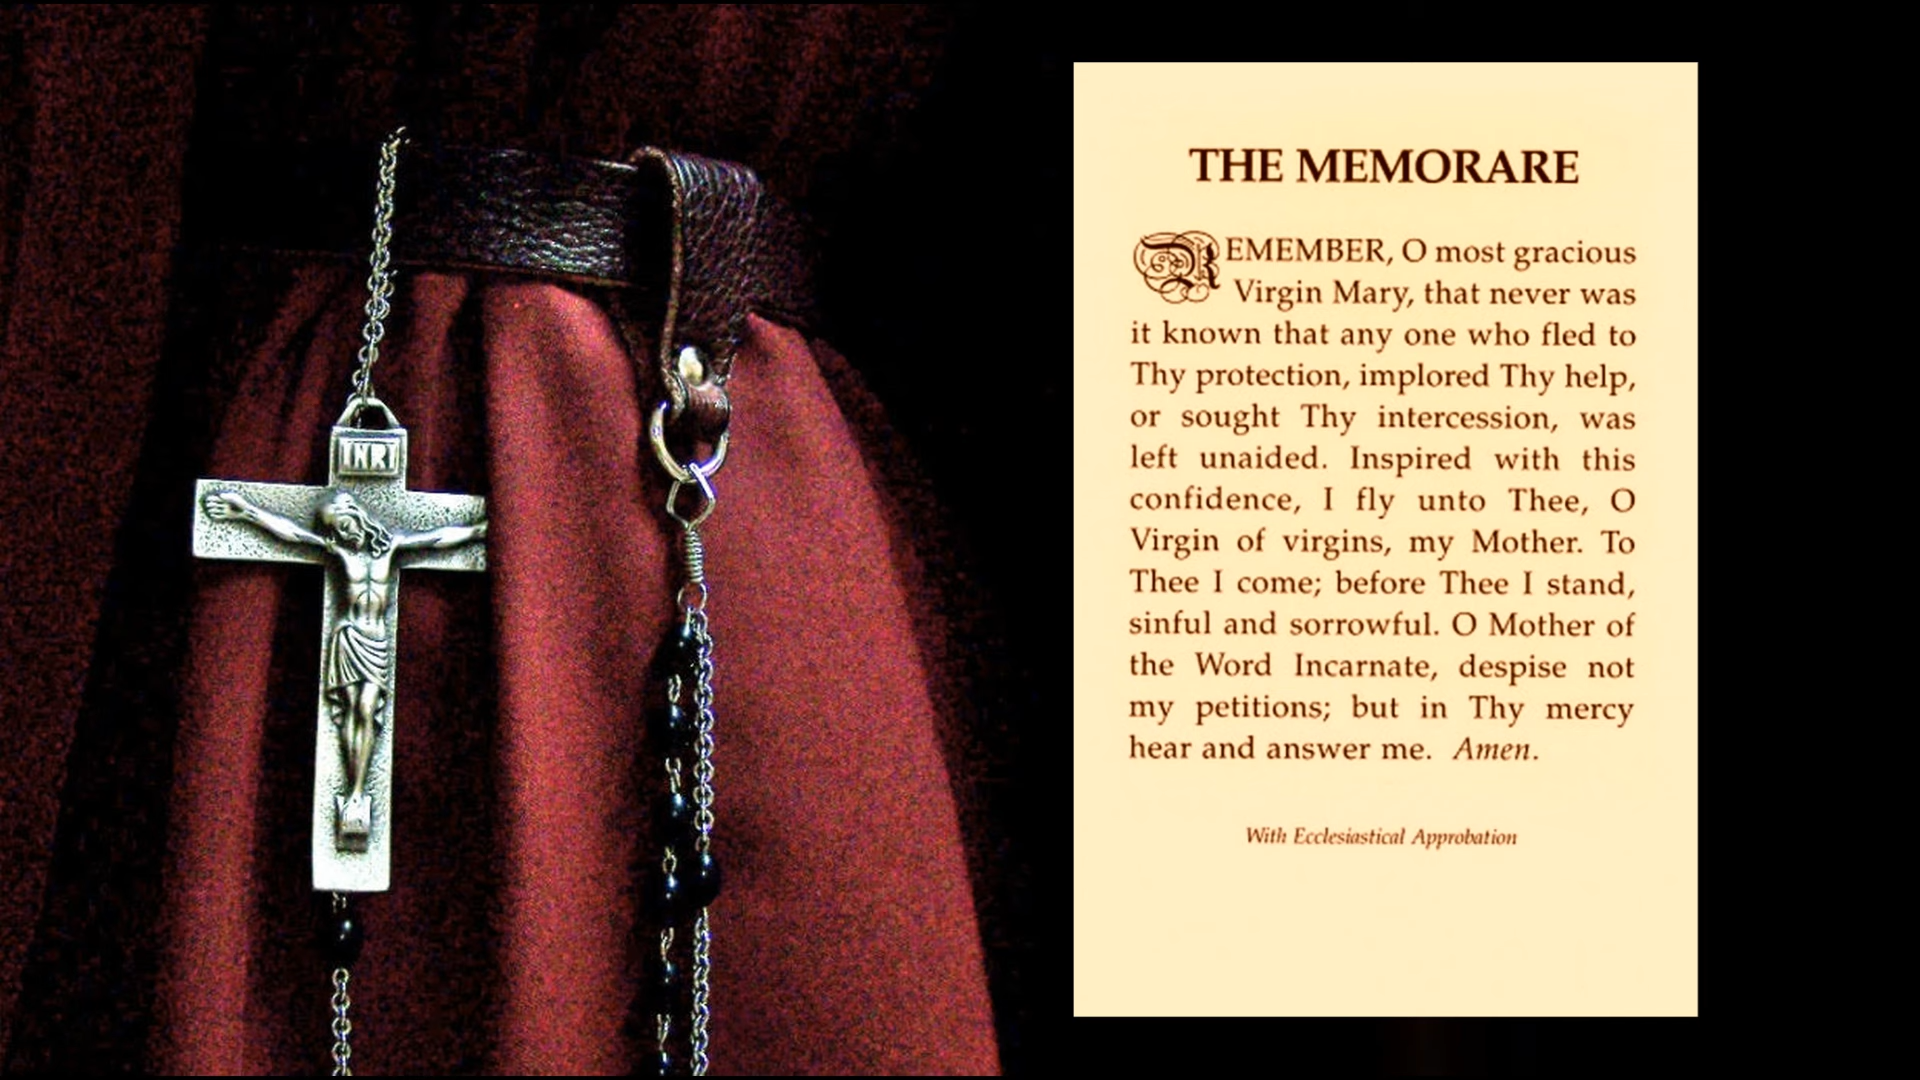 INRI
THE MEMORARE
REMEMBER, O most gracious
Virgin Mary, that never was
it known that any one who fled to
Thy protection, implored Thy help,
or sought Thy intercession, was
left unaided. Inspired with this
confidence, I fly unto Thee, O
Virgin of virgins, my Mother. To
Thee I come; before Thee I stand,
sinful and sorrowful. O Mother of
the Word Incarnate, despise not
my petitions; but in Thy mercy
hear and answer me. Amen.
With Ecclesiastical Approbation